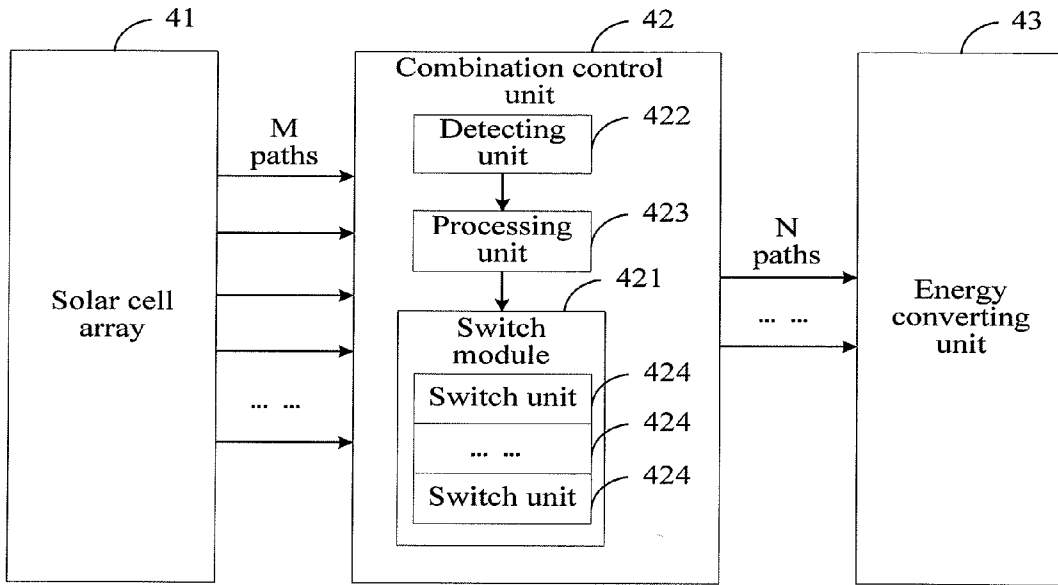 41
42
43
Solar cell
array
M
paths
... ...
Combination control
unit
Detecting
unit
422
Processing
unit
423
421
Switch
module
Switch unit
424
... ...
424
Switch unit
424
N
paths
... ...
Energy
converting
unit